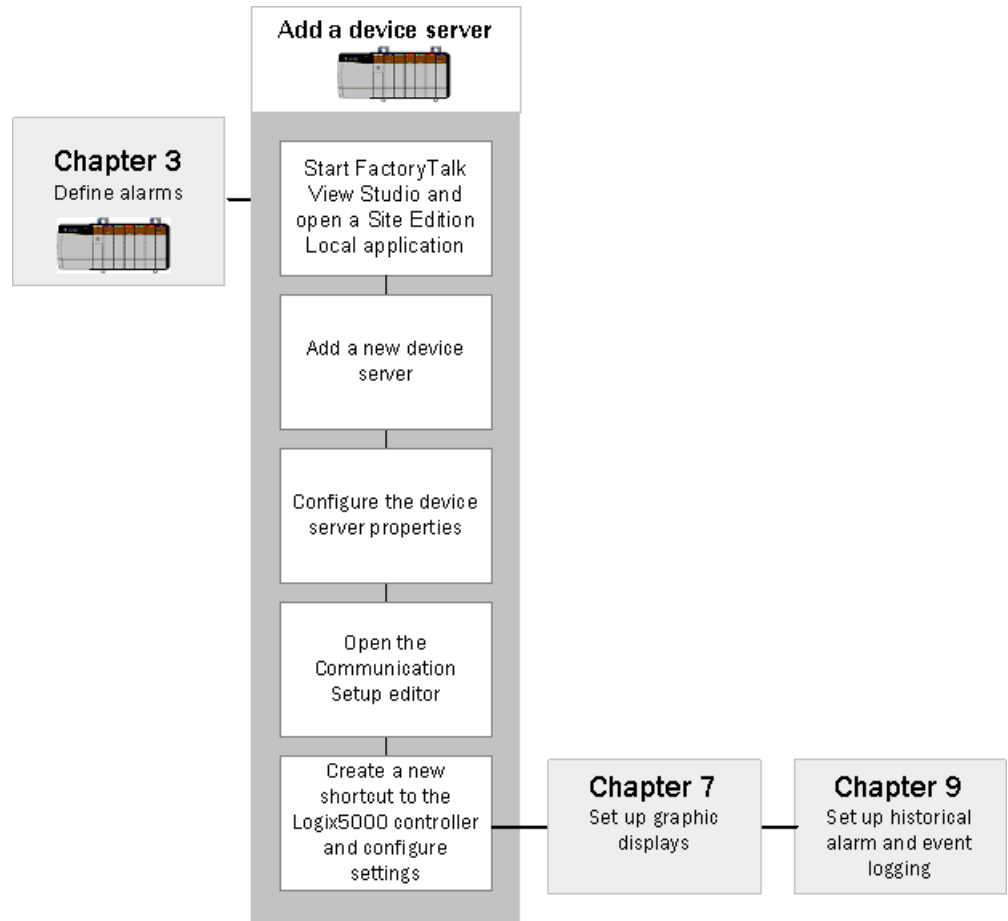 Add a device server
Chapter 3
Define alarms
Start FactoryTalk
View Studio and
open a Site Edition
Local application
Add a new device
server
Configure the device
server properties
Open the
Communication
Setup editor
Create a new
shortcut to the
Logix5000 controller
and configure
settings
Chapter 7
Set up graphic
displays
Chapter 9
Set up historical
alarm and event
logging